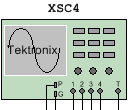 XSC4
Tektronix
P
G
1 2 3 4 T